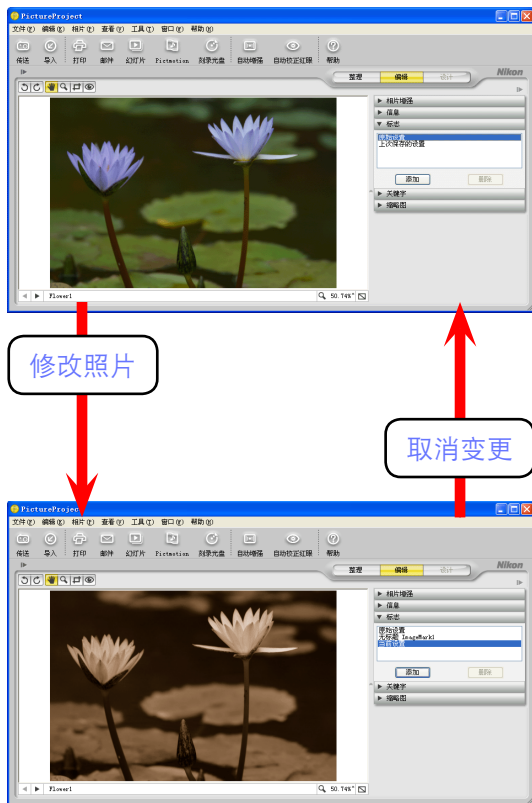 PictureProject
文件(F) 编辑(E) 相片(P) 查看(V) 工具(T) 窗口(W) 帮助(H)
传送 导入 打印 邮件 幻灯片 Pictmotion 刻录光盘 自动增强 自动校正红眼 帮助
整理 编辑 设计 Nikon
相片增强
信息
标志
原始设置
上次保存的设置
添加 删除
关键字
缩略图
Flower1 50.74%
修改照片
取消变更
PictureProject
文件(F) 编辑(E) 相片(P) 查看(V) 工具(T) 窗口(W) 帮助(H)
传送 导入 打印 邮件 幻灯片 Pictmotion 刻录光盘 自动增强 自动校正红眼 帮助
整理 编辑 设计 Nikon
相片增强
信息
标志
原始设置
无标题 ImageMark1
当前设置
添加 删除
关键字
缩略图
Flower1 50.74%